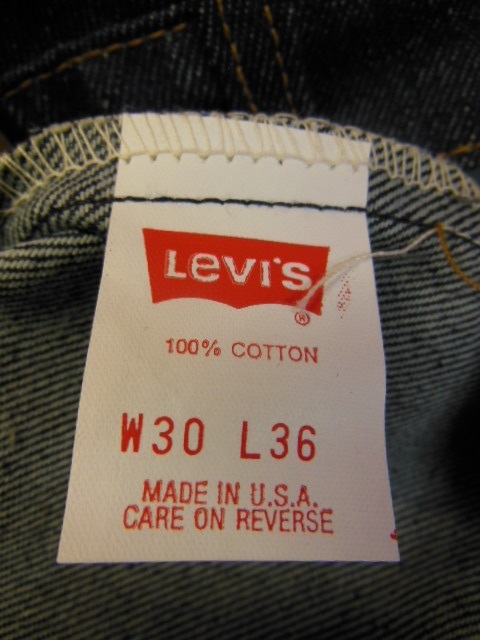 Levi's
®
100% COTTON
W30 L36
MADE IN U.S.A.
CARE ON REVERSE